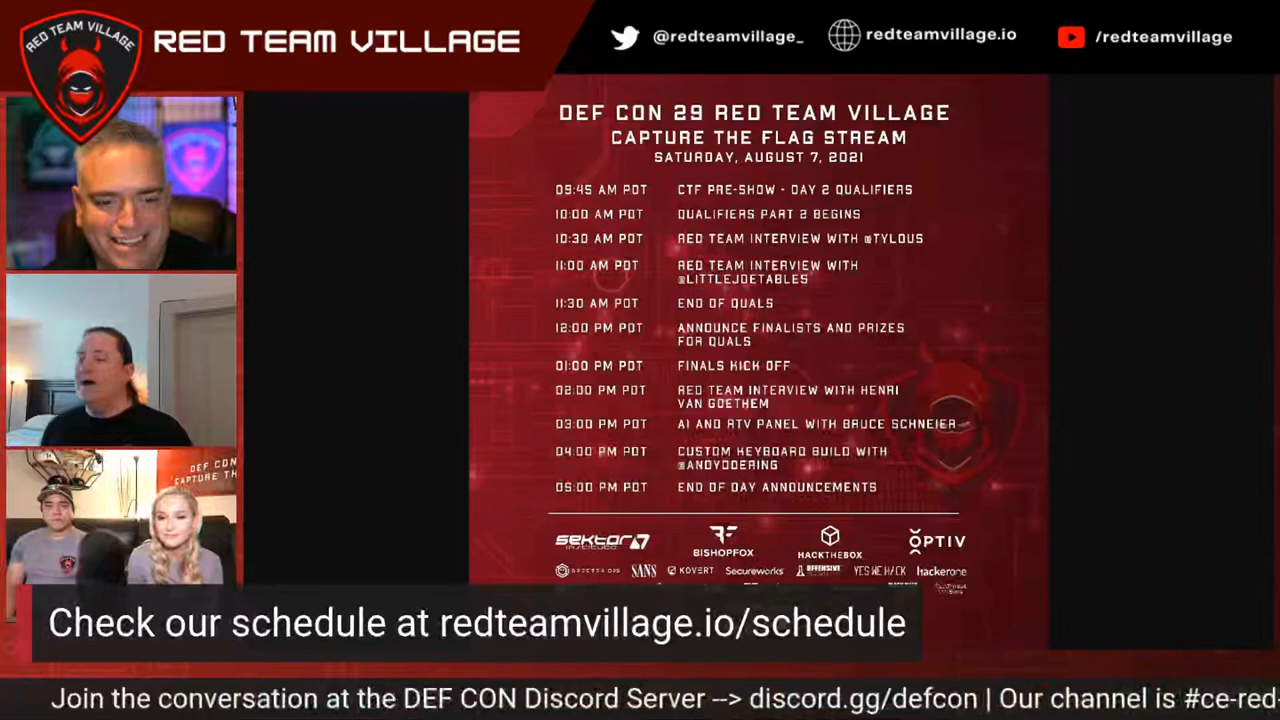 RED TEAM VILLAGE
RED TEAM VILLAGE
@redteamvillage_
redteamvillage.io
/redteamvillage
DEF CON 29 RED TEAM VILLAGE
CAPTURE THE FLAG STREAM
SATURDAY, AUGUST 7, 2021
09:45 AM PDT CTF PRE-SHOW - DAY 2 QUALIFIERS
10:00 AM PDT QUALIFIERS PART 2 BEGINS
10:30 AM PDT RED TEAM INTERVIEW WITH @TYLOUS
11:00 AM PDT RED TEAM INTERVIEW WITH
@LITTLEJOETABLES
11:30 AM PDT END OF QUALS
12:00 PM PDT ANNOUNCE FINALISTS AND PRIZES
FOR QUALS
01:00 PM PDT FINALS KICK OFF
02:00 PM PDT RED TEAM INTERVIEW WITH HENRI
VAN GOETHEM
03:00 PM PDT AI AND RTV PANEL WITH BRUCE SCHNEIER
04:00 PM PDT CUSTOM KEYBOARD BUILD WITH
@ANDYDDERING
05:00 PM PDT END OF DAY ANNOUNCEMENTS
DEF CON
CAPTURE TH
SEKTOR7
INSTITUTE
BISHOPFOX
HACKTHEBOX
OPTIV
SPECTER OPS
SANS
KOVERT
Secureworks
OFFENSIVE
YES WE HACK
hackerone
Check our schedule at redteamvillage.io/schedule
Join the conversation at the DEF CON Discord Server --> discord.gg/defcon | Our channel is #ce-red-